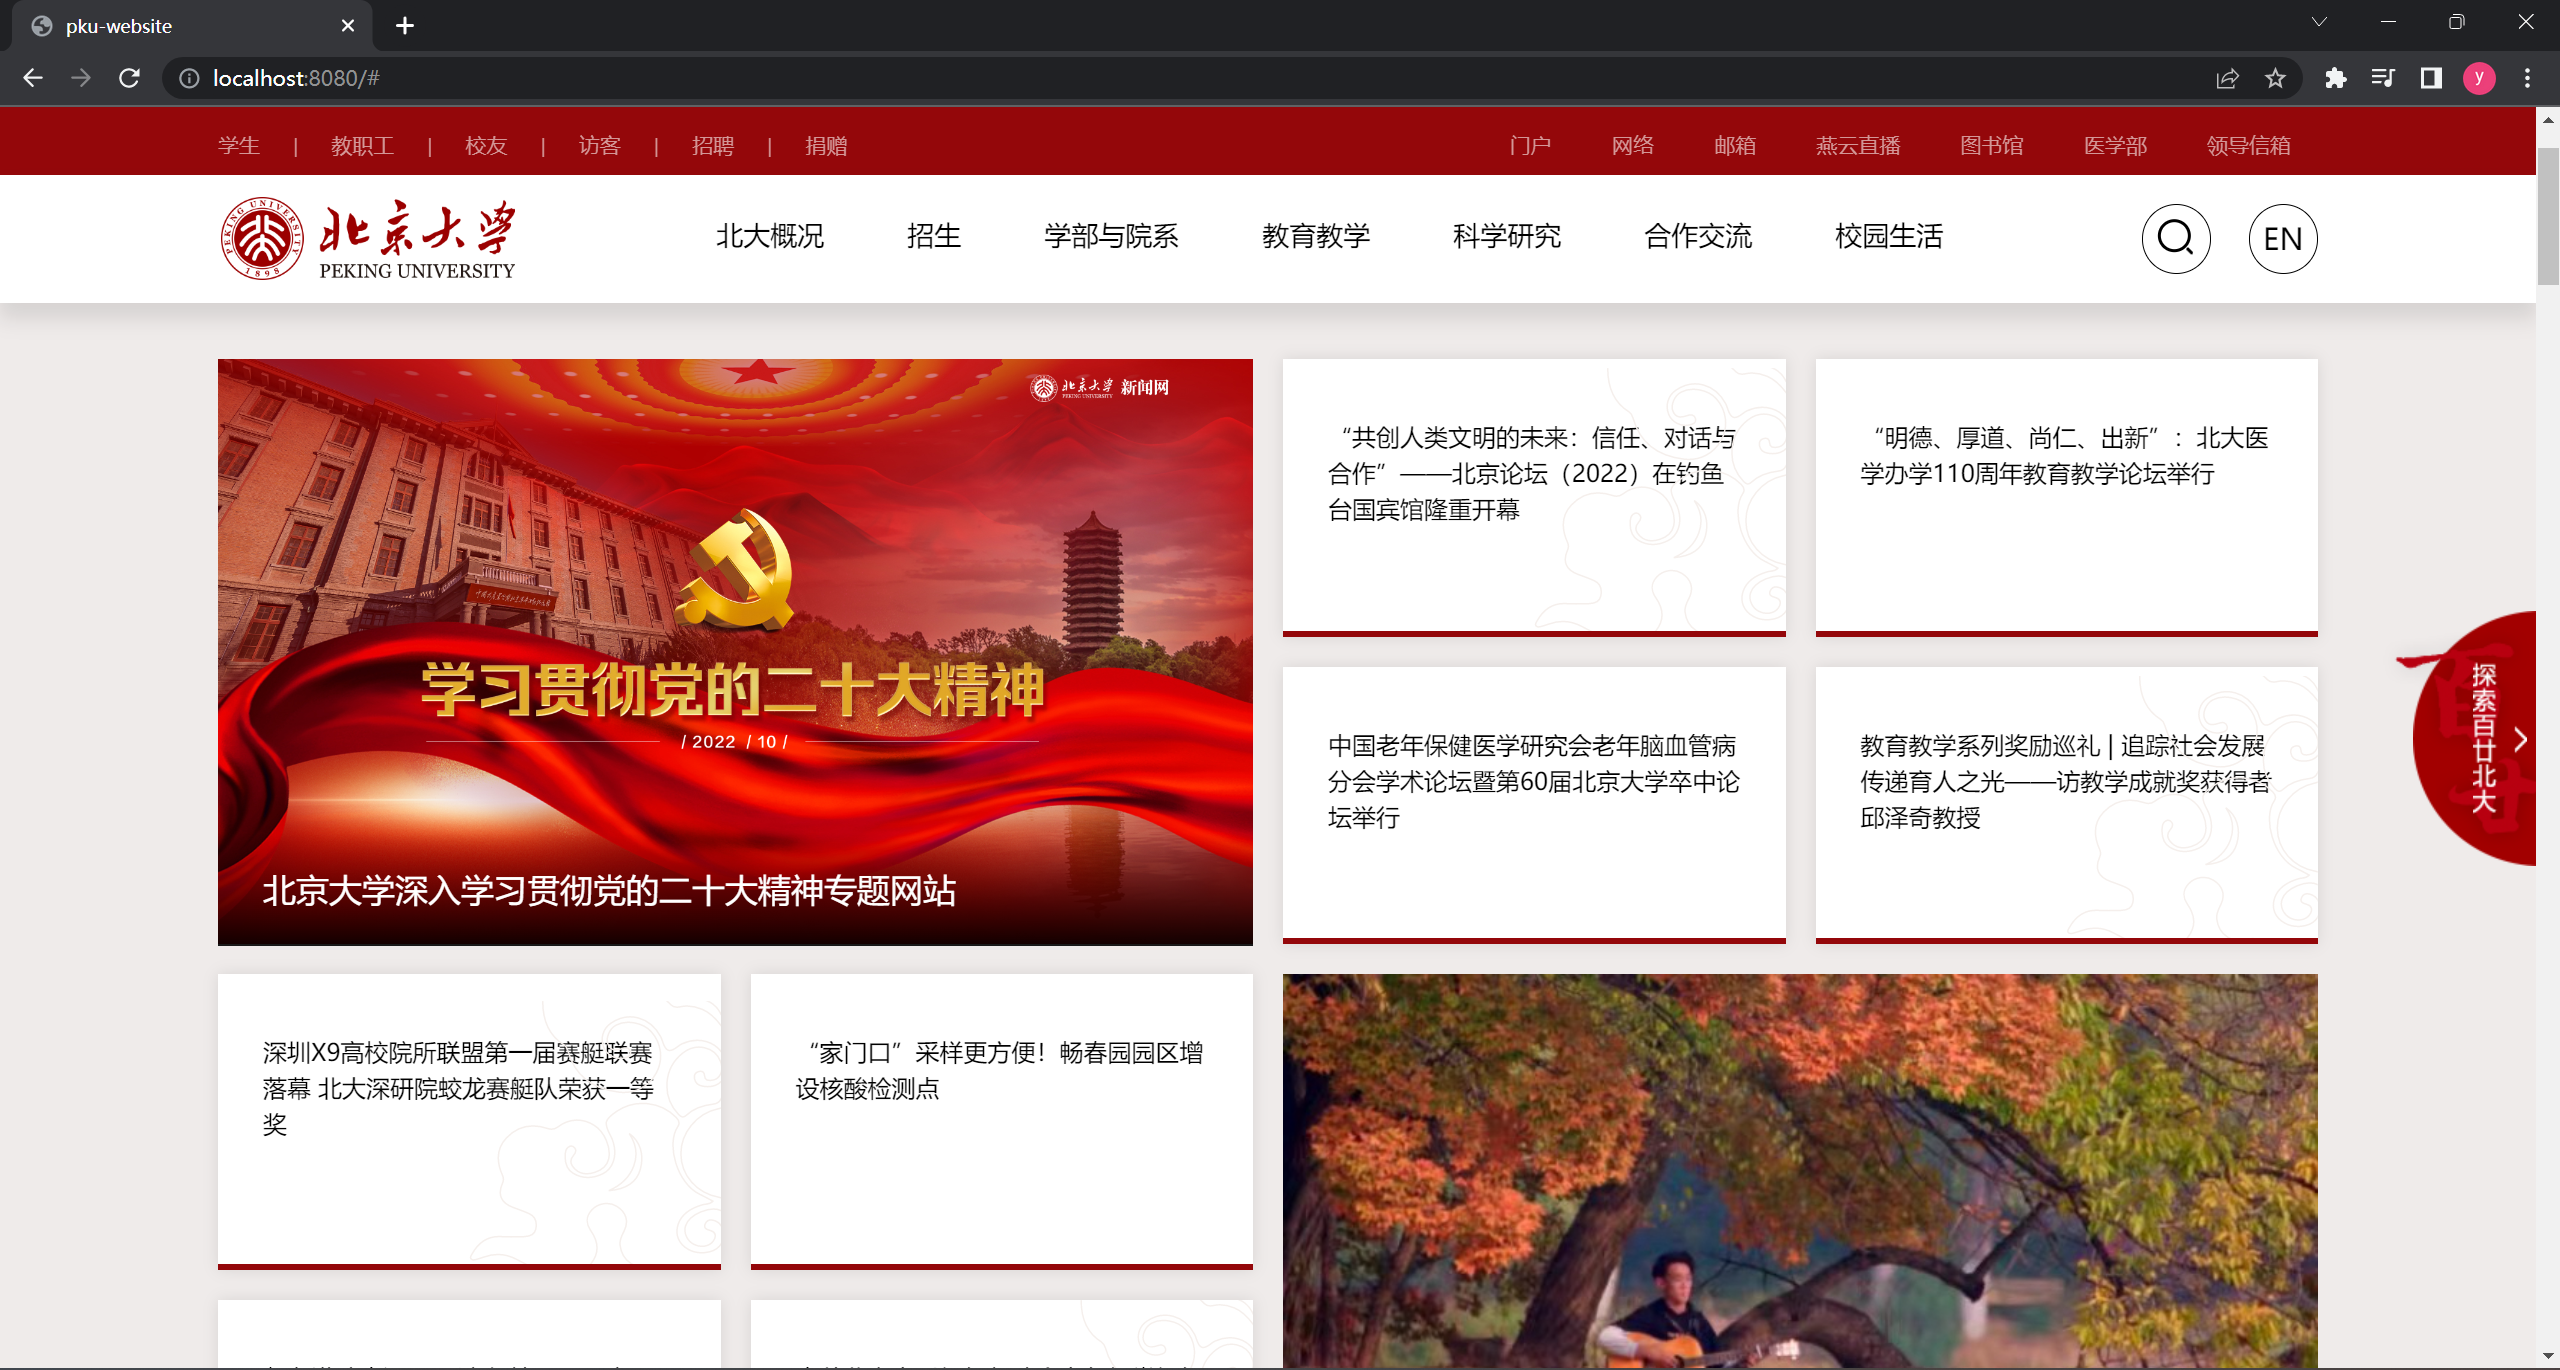 pku-website
localhost:8080/#
y
学生 | 教职工 | 校友 | 访客 | 招聘 | 捐赠
门户 网络 邮箱 燕云直播 图书馆 医学部 领导信箱
PEKING UNIVERSITY
1898
北京大学
PEKING UNIVERSITY
北大概况 招生 学部与院系 教育教学 科学研究 合作交流 校园生活
EN
北京大学 新闻网
PEKING UNIVERSITY
学习贯彻党的二十大精神
/ 2022 / 10 /
北京大学深入学习贯彻党的二十大精神专题网站
“共创人类文明的未来：信任、对话与
合作”——北京论坛（2022）在钓鱼
台国宾馆隆重开幕
“明德、厚道、尚仁、出新”：北大医
学办学110周年教育教学论坛举行
中国老年保健医学研究会老年脑血管病
分会学术论坛暨第60届北京大学卒中论
坛举行
教育教学系列奖励巡礼 | 追踪社会发展
传递育人之光——访教学成就奖获得者
邱泽奇教授
百廿
探索百廿北大
深圳X9高校院所联盟第一届赛艇联赛
落幕 北大深研院蛟龙赛艇队荣获一等
奖
“家门口”采样更方便！畅春园园区增
设核酸检测点